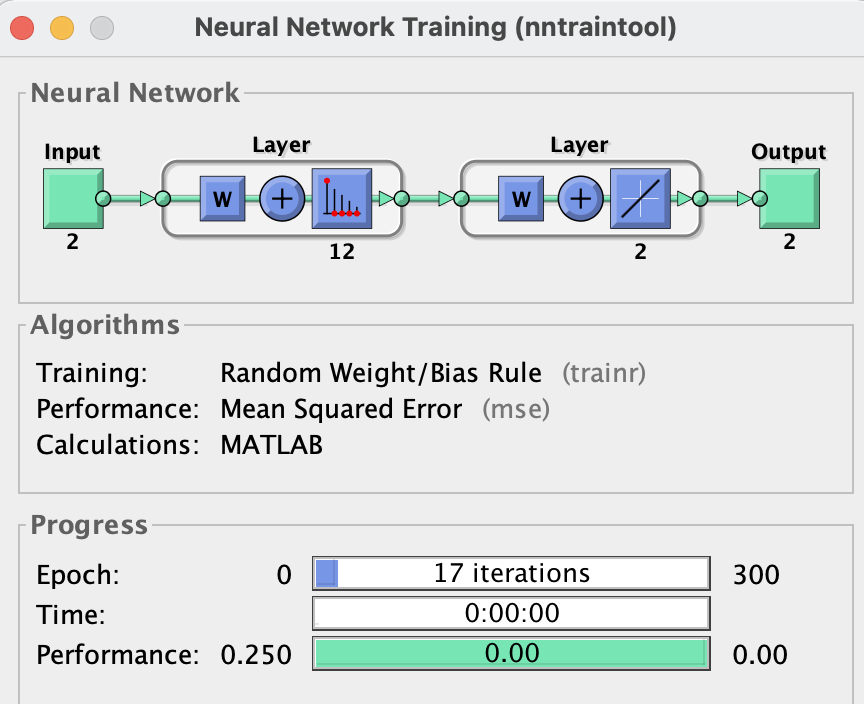 Neural Network Training (nntraintool)
Neural Network
Input Layer Layer Output
W W
2 12 2 2
Algorithms
Training: Random Weight/Bias Rule (trainr)
Performance: Mean Squared Error (mse)
Calculations: MATLAB
Progress
Epoch: 0 17 iterations 300
Time: 0:00:00
Performance: 0.250 0.00 0.00